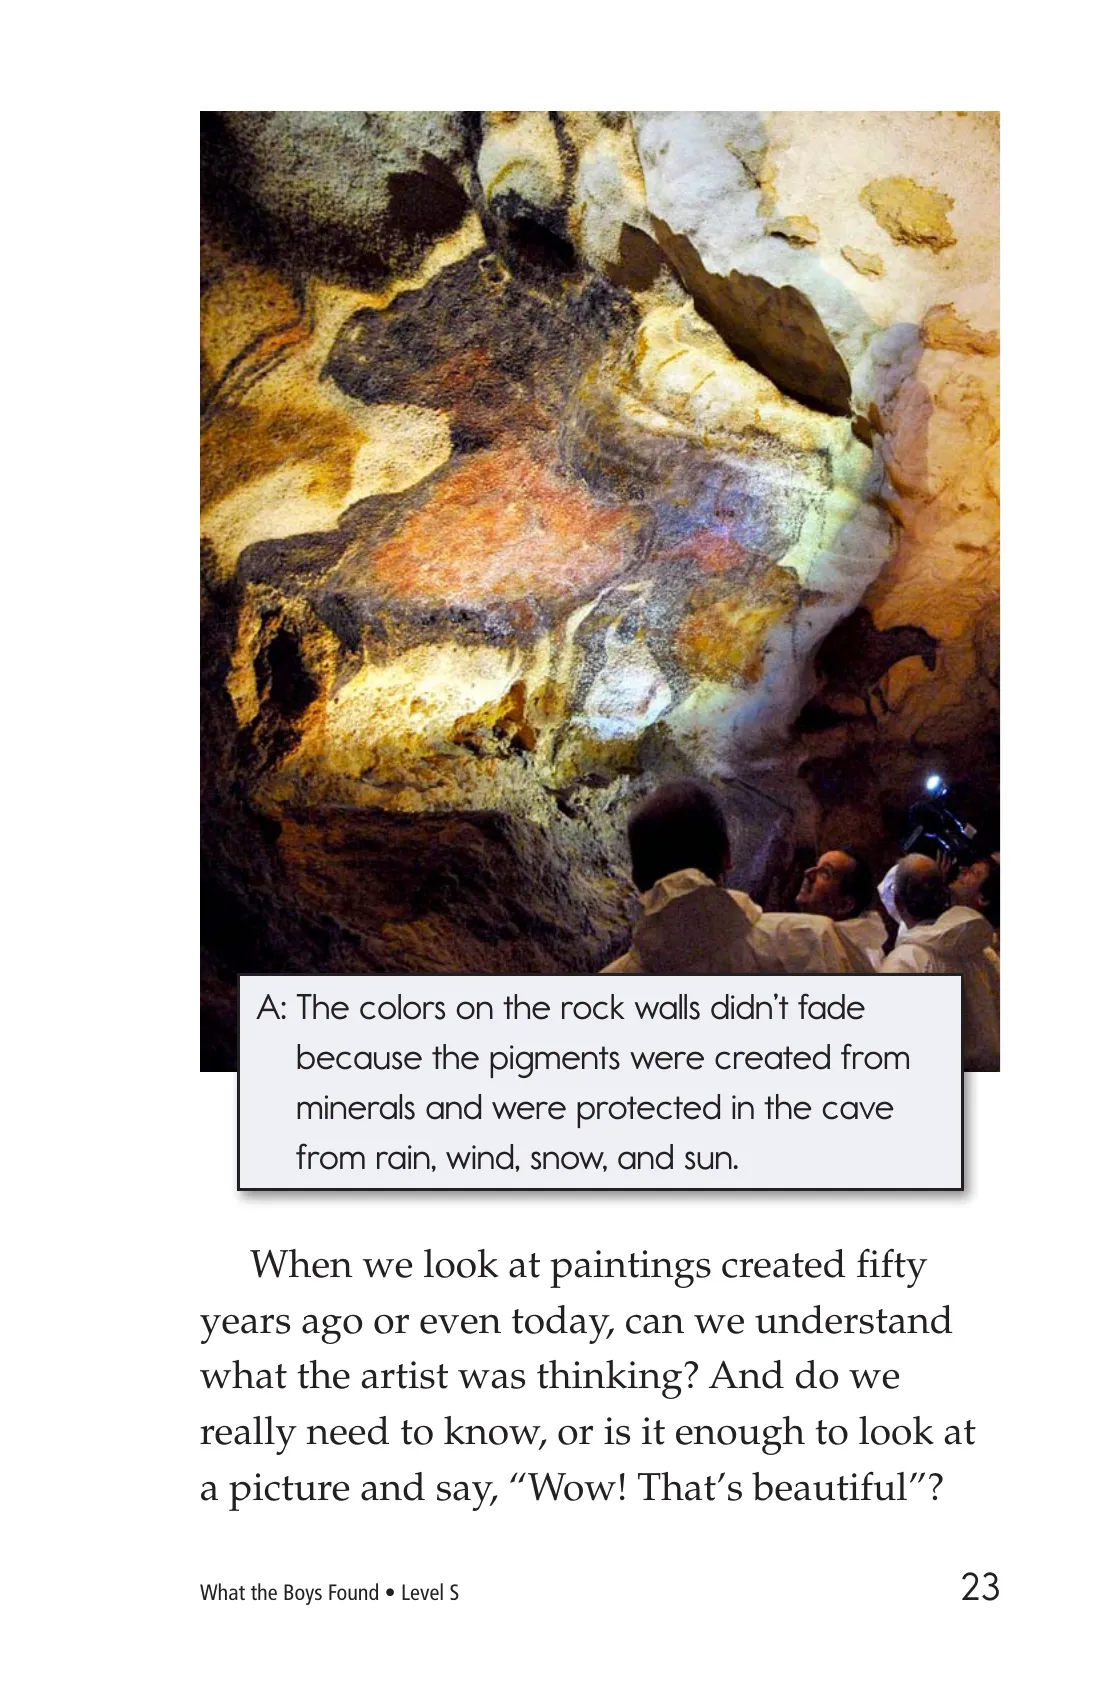 A: The colors on the rock walls didn’t fade
because the pigments were created from
minerals and were protected in the cave
from rain, wind, snow, and sun.
When we look at paintings created fifty
years ago or even today, can we understand
what the artist was thinking? And do we
really need to know, or is it enough to look at
a picture and say, “Wow! That’s beautiful”?
What the Boys Found • Level S
23